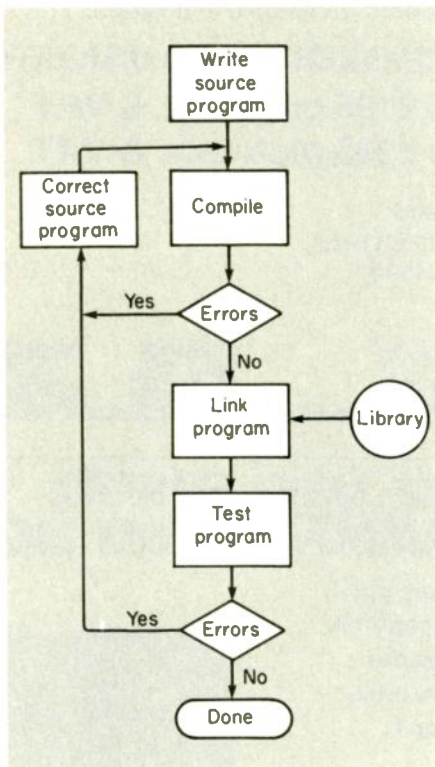 Write
source
program
Correct
source
program
Compile
Yes
Errors
No
Link
program
Library
Test
program
Yes
Errors
No
Done